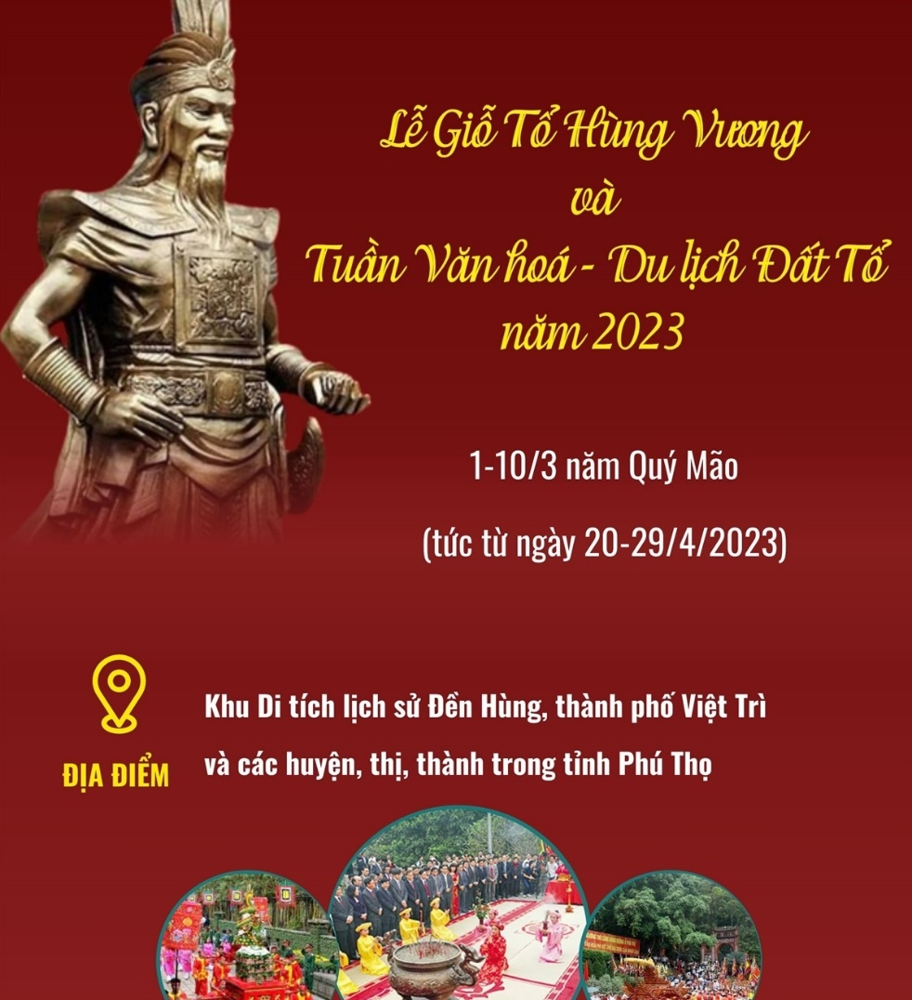 Lễ Giỗ Tổ Hùng Vương
và
Tuần Văn hoá - Du lịch Đất Tổ
năm 2023
1-10/3 năm Quý Mão
(tức từ ngày 20-29/4/2023)
ĐỊA ĐIỂM
Khu Di tích lịch sử Đền Hùng, thành phố Việt Trì
và các huyện, thị, thành trong tỉnh Phú Thọ